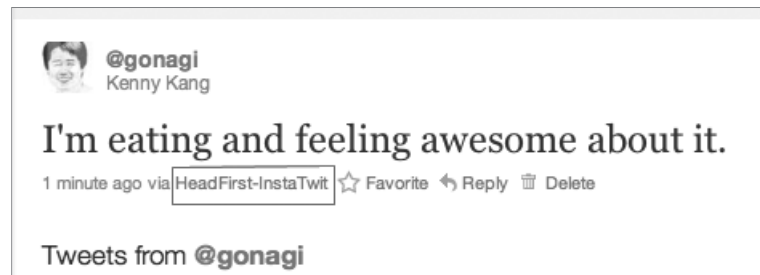 @gonagi
Kenny Kang
I'm eating and feeling awesome about it.
1 minute ago via HeadFirst-InstaTwit Favorite Reply Delete
Tweets from @gonagi